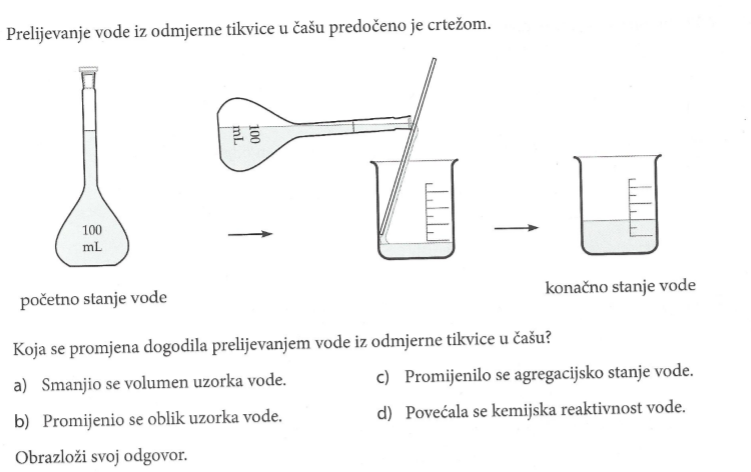 Prelijevanje vode iz odmjerne tikvice u čašu predočeno je crtežom.
100
mL
100
mL
početno stanje vode
konačno stanje vode
Koja se promjena dogodila prelijevanjem vode iz odmjerne tikvice u čašu?
a) Smanjio se volumen uzorka vode.
c) Promijenilo se agregacijsko stanje vode.
b) Promijenio se oblik uzorka vode.
d) Povećala se kemijska reaktivnost vode.
Obrazloži svoj odgovor.